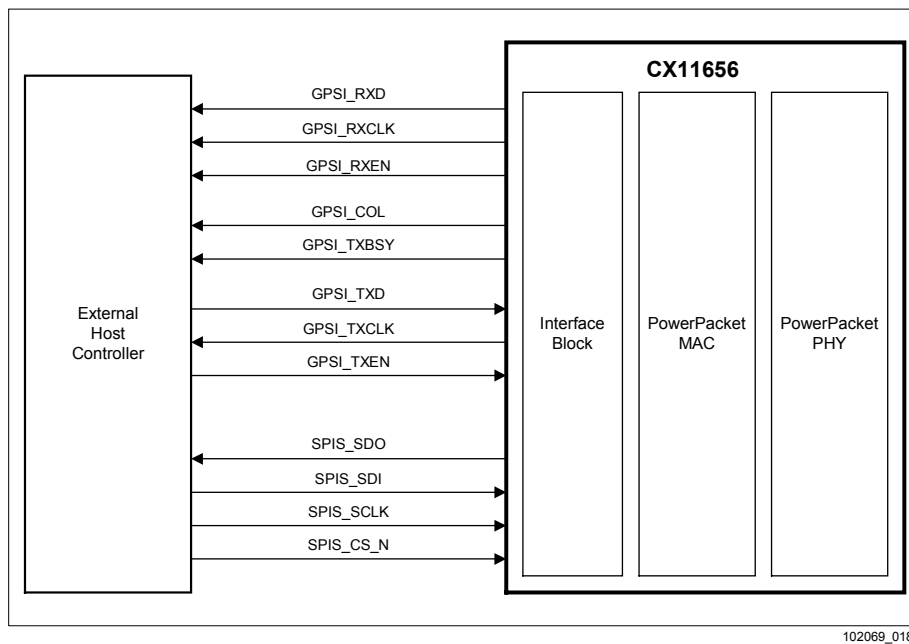 CX11656
GPSI_RXD
GPSI_RXCLK
GPSI_RXEN
GPSI_COL
GPSI_TXBSY
GPSI_TXD
GPSI_TXCLK
GPSI_TXEN
SPIS_SDO
SPIS_SDI
SPIS_SCLK
SPIS_CS_N
External
Host
Controller
Interface
Block
PowerPacket
MAC
PowerPacket
PHY
102069_018